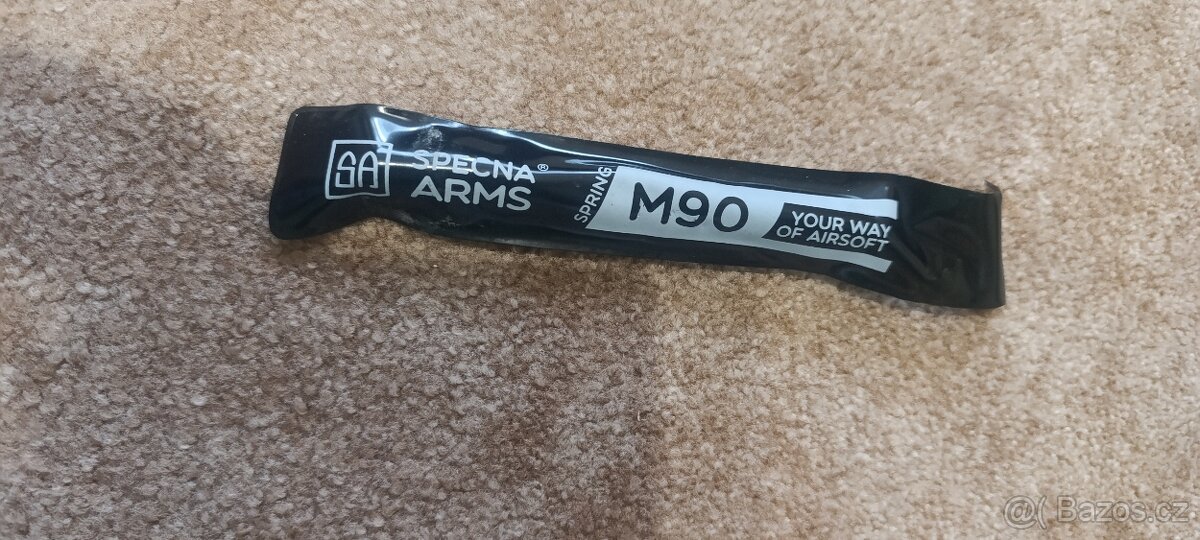 SA
SPECNA®
ARMS
SPRING
M90
YOUR WAY
OF AIRSOFT
@( Bazos.cz